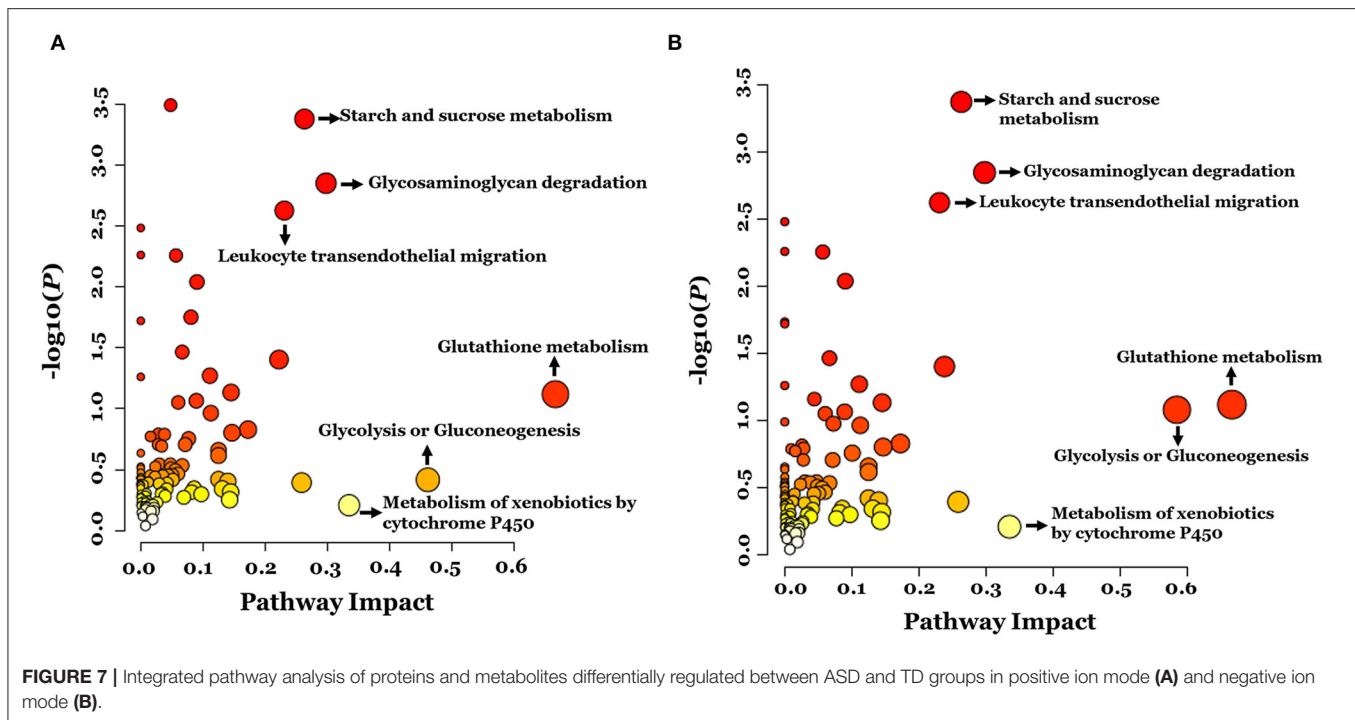 A
3.5
3.0
2.5
2.0
1.5
1.0
0.5
0.0
-log10(P)
Starch and sucrose metabolism
Glycosaminoglycan degradation
Leukocyte transendothelial migration
Glutathione metabolism
Glycolysis or Gluconeogenesis
Metabolism of xenobiotics by
cytochrome P450
0.0 0.1 0.2 0.3 0.4 0.5 0.6
Pathway Impact
B
3.5
3.0
2.5
2.0
1.5
1.0
0.5
0.0
-log10(P)
Starch and sucrose
metabolism
Glycosaminoglycan degradation
Leukocyte transendothelial migration
Glutathione metabolism
Glycolysis or Gluconeogenesis
Metabolism of xenobiotics
by cytochrome P450
0.0 0.1 0.2 0.3 0.4 0.5 0.6
Pathway Impact
FIGURE 7 | Integrated pathway analysis of proteins and metabolites differentially regulated between ASD and TD groups in positive ion mode (A) and negative ion
mode (B).